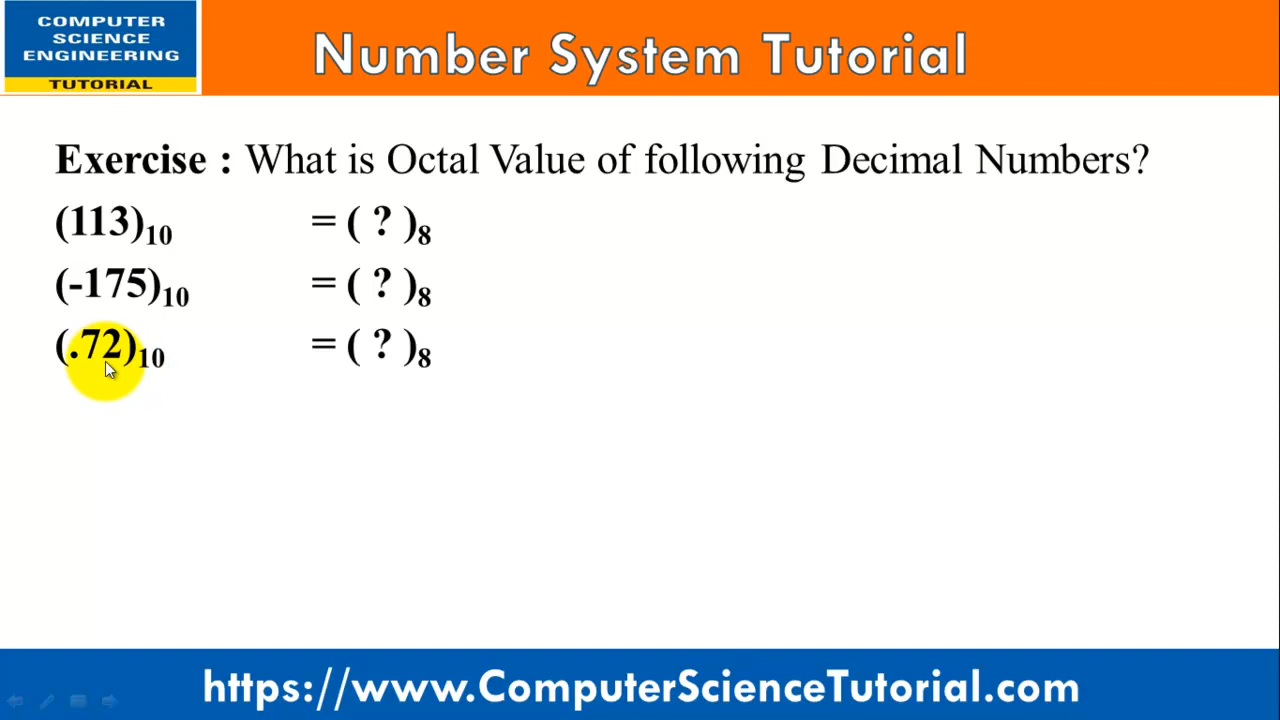 COMPUTER
SCIENCE
ENGINEERING
TUTORIAL
Number System Tutorial
Exercise : What is Octal Value of following Decimal Numbers?
(113)₁₀ = ( ? )₈
(-175)₁₀ = ( ? )₈
(.72)₁₀ = ( ? )₈
https://www.ComputerScienceTutorial.com